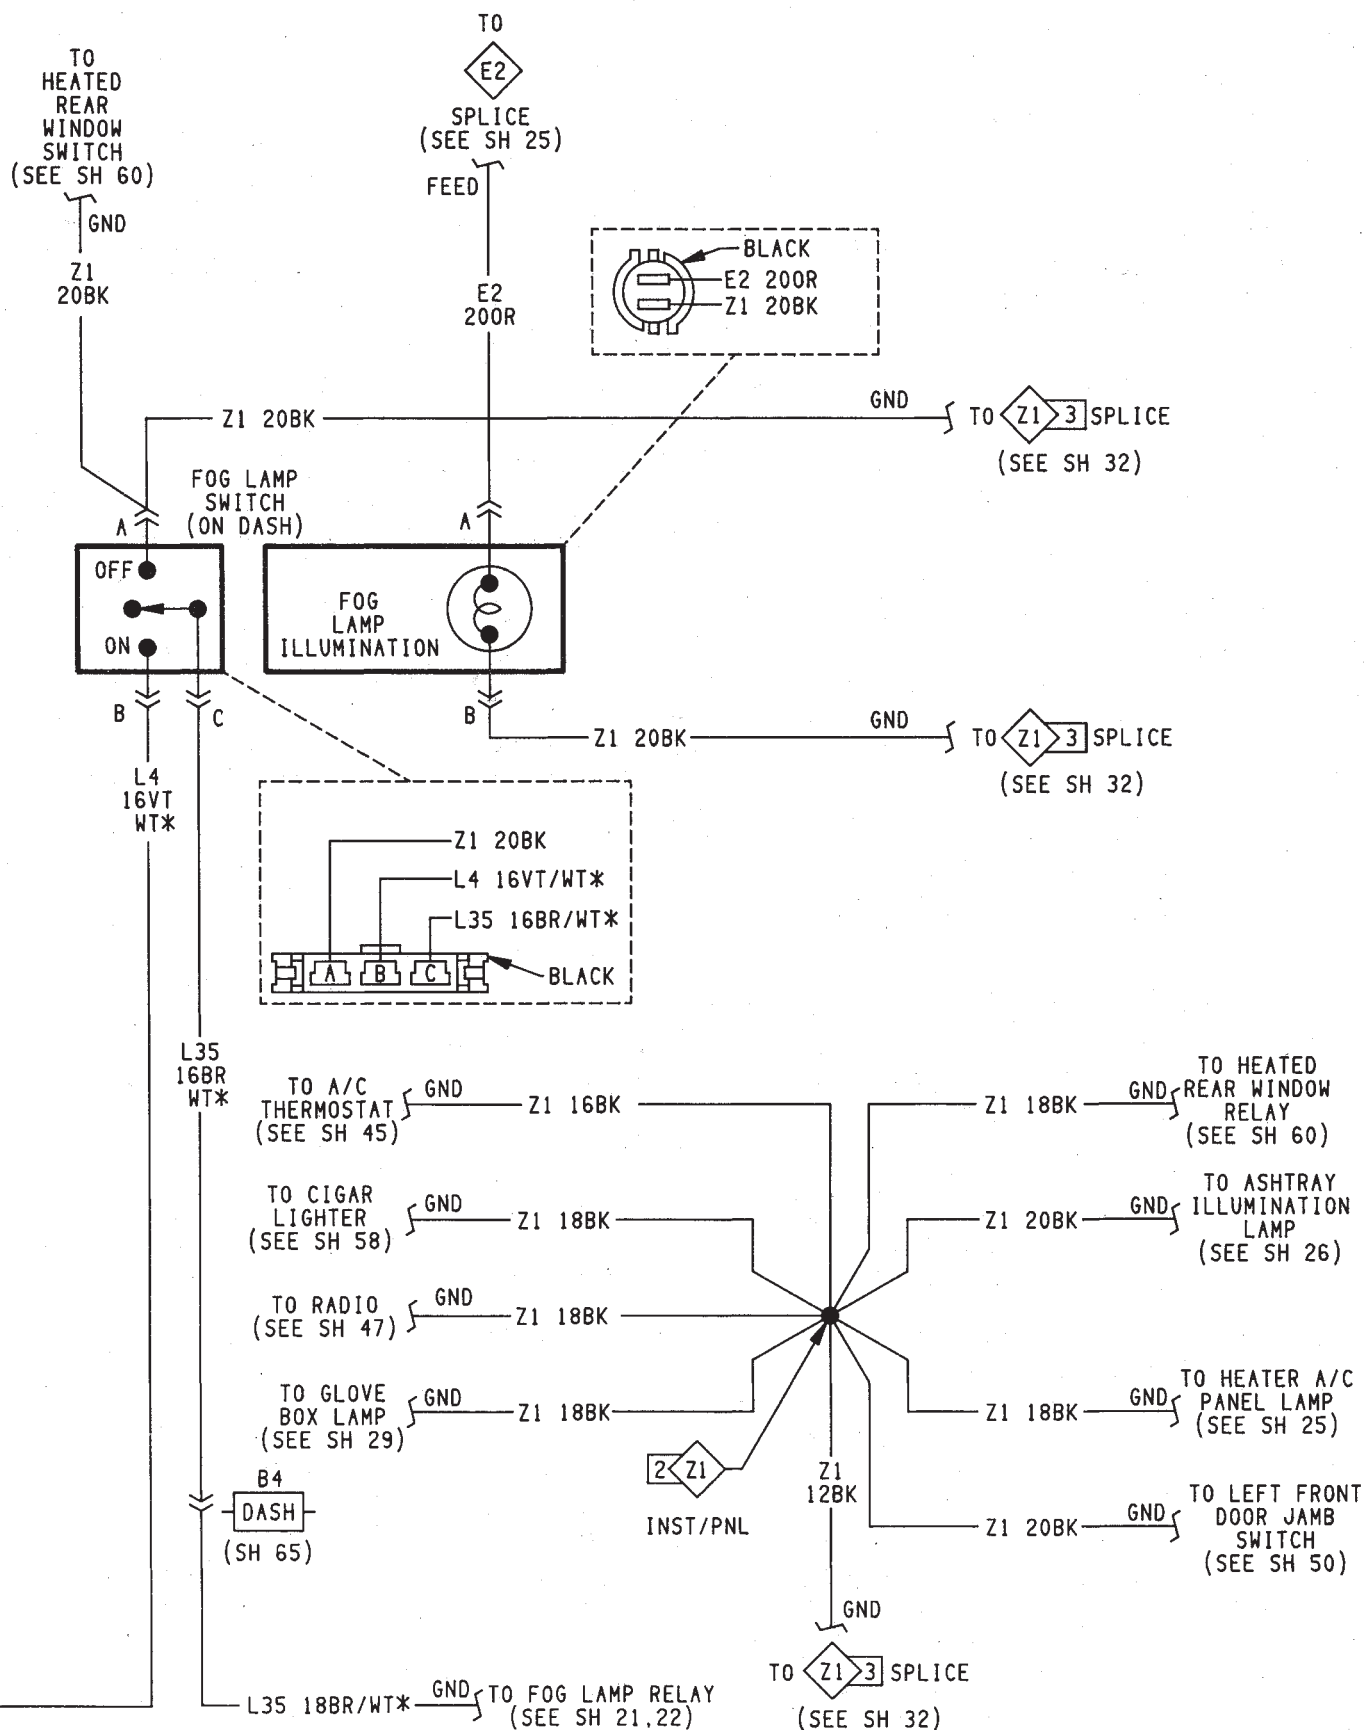 TO
HEATED
REAR
WINDOW
SWITCH
(SEE SH 60)
GND
Z1
20BK
TO
E2
SPLICE
(SEE SH 25)
FEED
E2
20OR
BLACK
E2 20OR
Z1 20BK
Z1 20BK
GND
TO Z1 3 SPLICE
(SEE SH 32)
FOG LAMP
SWITCH
(ON DASH)
A
OFF
ON
B
C
A
FOG
LAMP
ILLUMINATION
B
Z1 20BK
GND
TO Z1 3 SPLICE
(SEE SH 32)
L4
16VT
WT*
Z1 20BK
L4 16VT/WT*
L35 16BR/WT*
A B C
BLACK
L35
16BR
WT*
TO A/C
THERMOSTAT
(SEE SH 45)
GND
Z1 16BK
Z1 18BK
GND
TO HEATED
REAR WINDOW
RELAY
(SEE SH 60)
TO CIGAR
LIGHTER
(SEE SH 58)
GND
Z1 18BK
Z1 20BK
GND
TO ASHTRAY
ILLUMINATION
LAMP
(SEE SH 26)
TO RADIO
(SEE SH 47)
GND
Z1 18BK
TO GLOVE
BOX LAMP
(SEE SH 29)
GND
Z1 18BK
Z1 18BK
GND
TO HEATER A/C
PANEL LAMP
(SEE SH 25)
2 Z1
INST/PNL
Z1
12BK
Z1 20BK
GND
TO LEFT FRONT
DOOR JAMB
SWITCH
(SEE SH 50)
B4
DASH
(SH 65)
GND
TO Z1 3 SPLICE
(SEE SH 32)
L35 18BR/WT*
GND
TO FOG LAMP RELAY
(SEE SH 21,22)